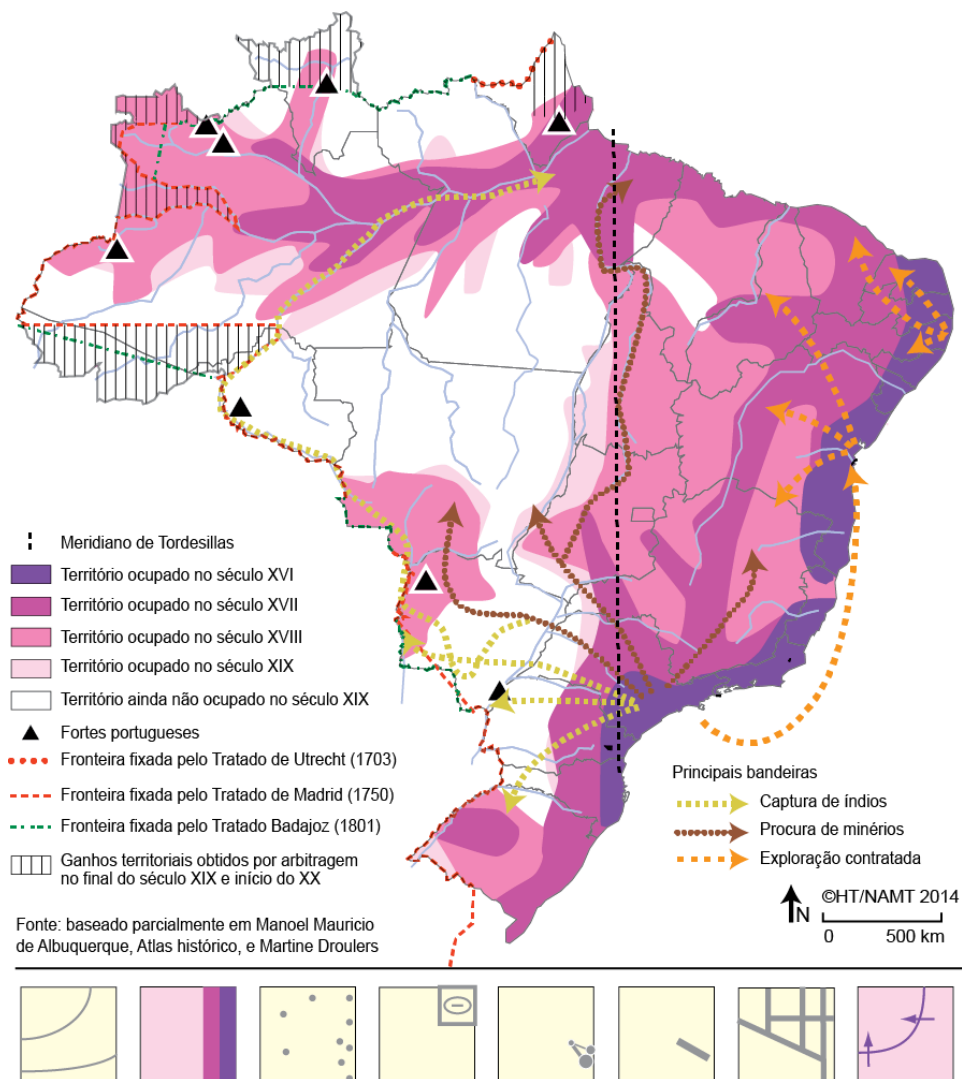 Meridiano de Tordesillas
Território ocupado no século XVI
Território ocupado no século XVII
Território ocupado no século XVIII
Território ocupado no século XIX
Território ainda não ocupado no século XIX
Fortes portugueses
Fronteira fixada pelo Tratado de Utrecht (1703)
Fronteira fixada pelo Tratado de Madrid (1750)
Fronteira fixada pelo Tratado Badajoz (1801)
Ganhos territoriais obtidos por arbitragem
no final do século XIX e início do XX
Principais bandeiras
Captura de índios
Procura de minérios
Exploração contratada
N
©HT/NAMT 2014
0 500 km
Fonte: baseado parcialmente em Manoel Mauricio
de Albuquerque, Atlas histórico, e Martine Droulers